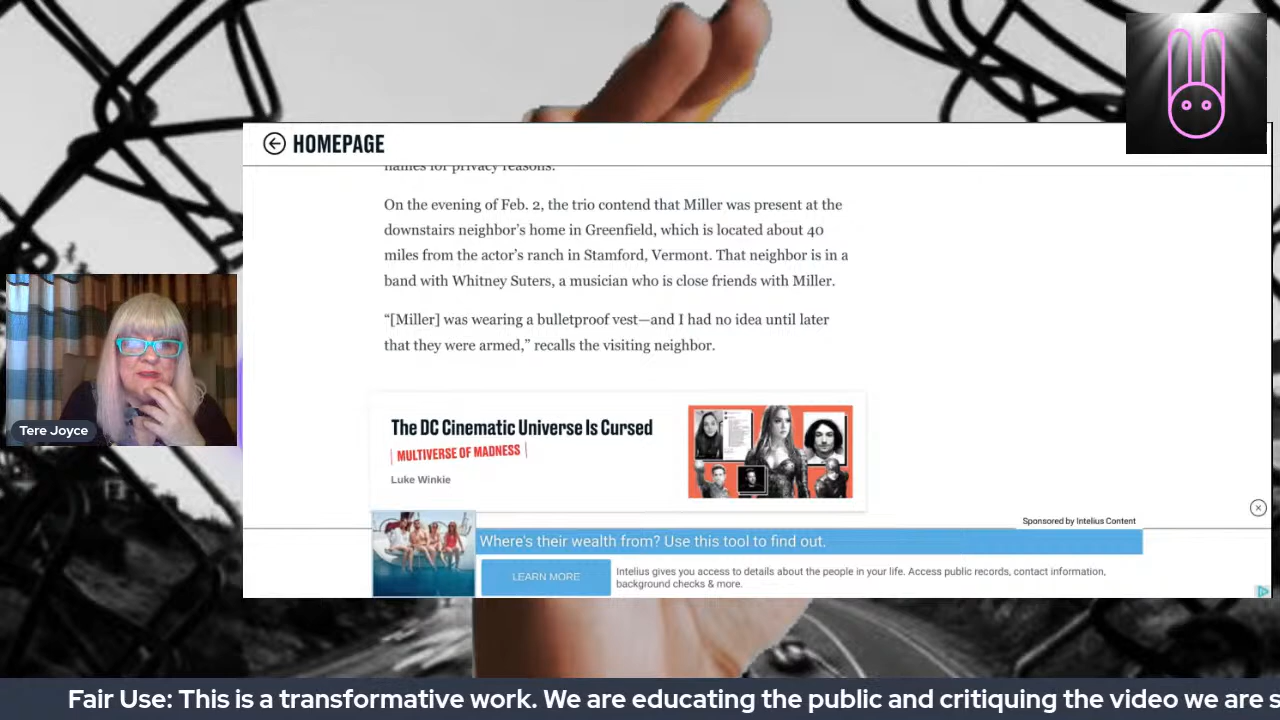 HOMEPAGE
names for privacy reasons.
On the evening of Feb. 2, the trio contend that Miller was present at the
downstairs neighbor’s home in Greenfield, which is located about 40
miles from the actor’s ranch in Stamford, Vermont. That neighbor is in a
band with Whitney Suters, a musician who is close friends with Miller.
“[Miller] was wearing a bulletproof vest—and I had no idea until later
that they were armed,” recalls the visiting neighbor.
The DC Cinematic Universe Is Cursed
MULTIVERSE OF MADNESS
Luke Winkie
Sponsored by Intelius Content
Where's their wealth from? Use this tool to find out.
LEARN MORE
Intelius gives you access to details about the people in your life. Access public records, contact information,
background checks & more.
Tere Joyce
Fair Use: This is a transformative work. We are educating the public and critiquing the video we are s